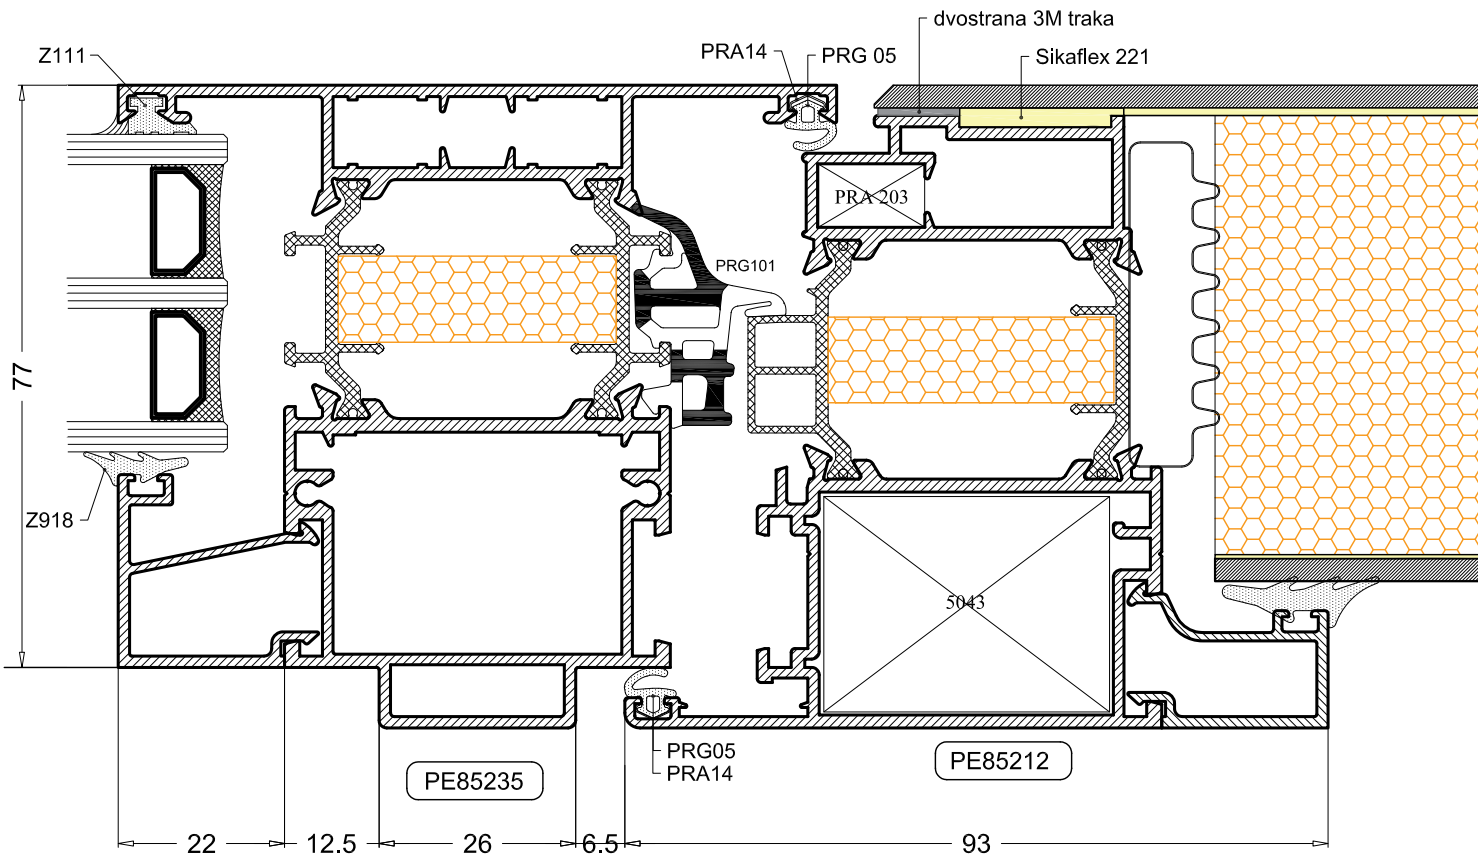 dvostrana 3M traka
Z111
PRA14
PRG 05
Sikaflex 221
PRA 203
PRG101
77
Z918
5043
PRG05
PRA14
PE85235
PE85212
22
12.5
26
6.5
93